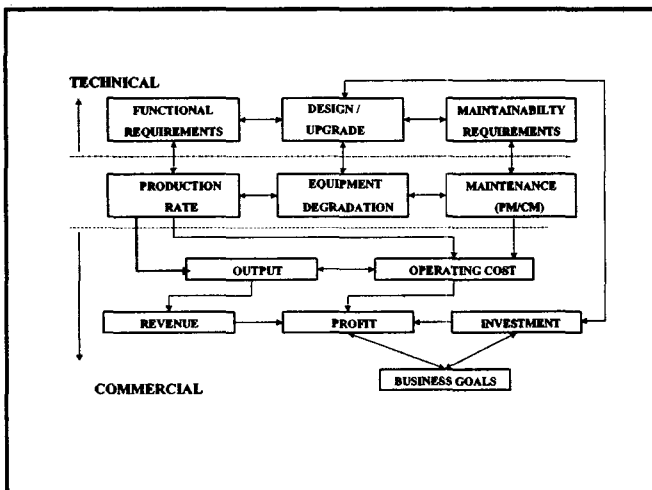 TECHNICAL
FUNCTIONAL
REQUIREMENTS
DESIGN /
UPGRADE
MAINTAINABILTY
REQUIREMENTS
PRODUCTION
RATE
EQUIPMENT
DEGRADATION
MAINTENANCE
(PM/CM)
OUTPUT
OPERATING COST
REVENUE
PROFIT
INVESTMENT
BUSINESS GOALS
COMMERCIAL